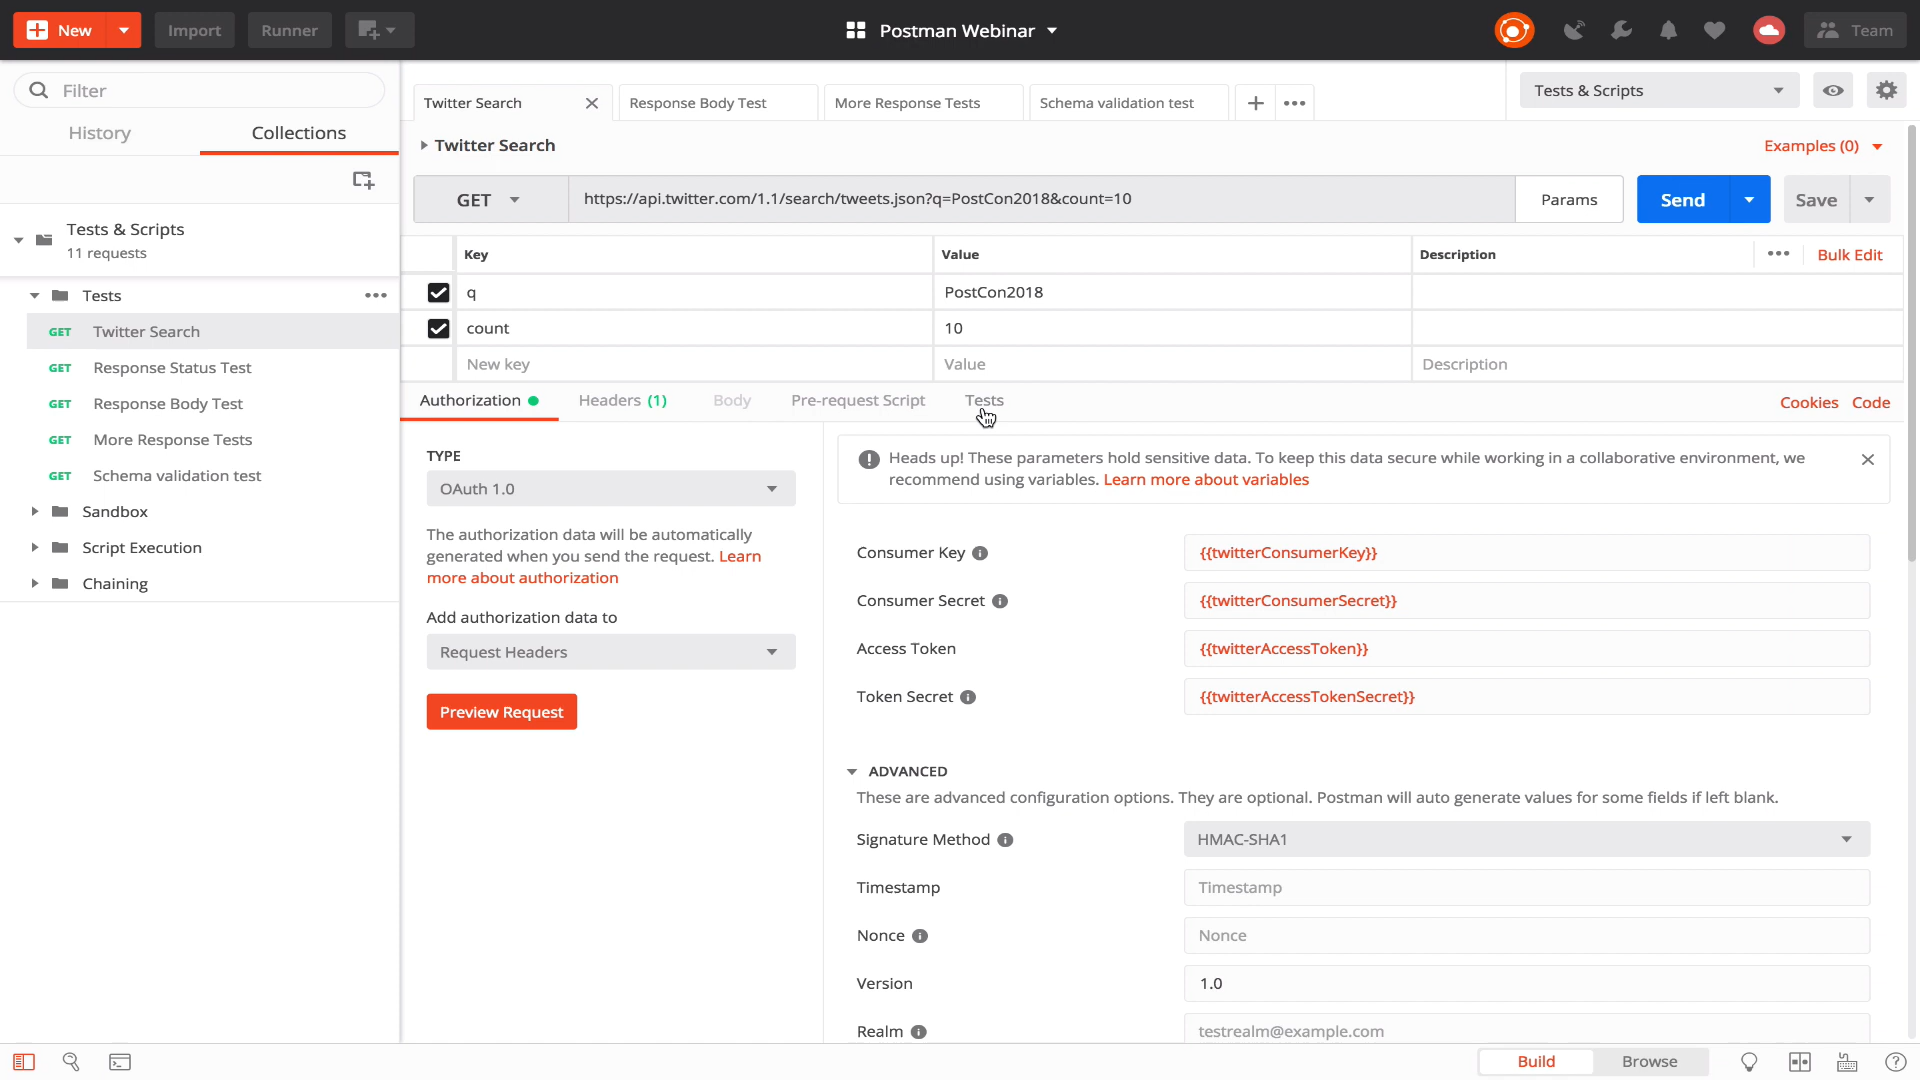 New
Import
Runner
Postman Webinar
Team
Filter
History
Collections
Tests & Scripts
11 requests
Tests
GET Twitter Search
GET Response Status Test
GET Response Body Test
GET More Response Tests
GET Schema validation test
Sandbox
Script Execution
Chaining
Twitter Search
Response Body Test
More Response Tests
Schema validation test
Tests & Scripts
Twitter Search
Examples (0)
GET
https://api.twitter.com/1.1/search/tweets.json?q=PostCon2018&count=10
Params
Send
Save
Key Value Description Bulk Edit
q PostCon2018
count 10
New key Value Description
Authorization Headers (1) Body Pre-request Script Tests Cookies Code
TYPE
OAuth 1.0
The authorization data will be automatically
generated when you send the request. Learn
more about authorization
Add authorization data to
Request Headers
Preview Request
Heads up! These parameters hold sensitive data. To keep this data secure while working in a collaborative environment, we
recommend using variables. Learn more about variables
Consumer Key {{twitterConsumerKey}}
Consumer Secret {{twitterConsumerSecret}}
Access Token {{twitterAccessToken}}
Token Secret {{twitterAccessTokenSecret}}
ADVANCED
These are advanced configuration options. They are optional. Postman will auto generate values for some fields if left blank.
Signature Method HMAC-SHA1
Timestamp Timestamp
Nonce Nonce
Version 1.0
Realm testrealm@example.com
Build Browse